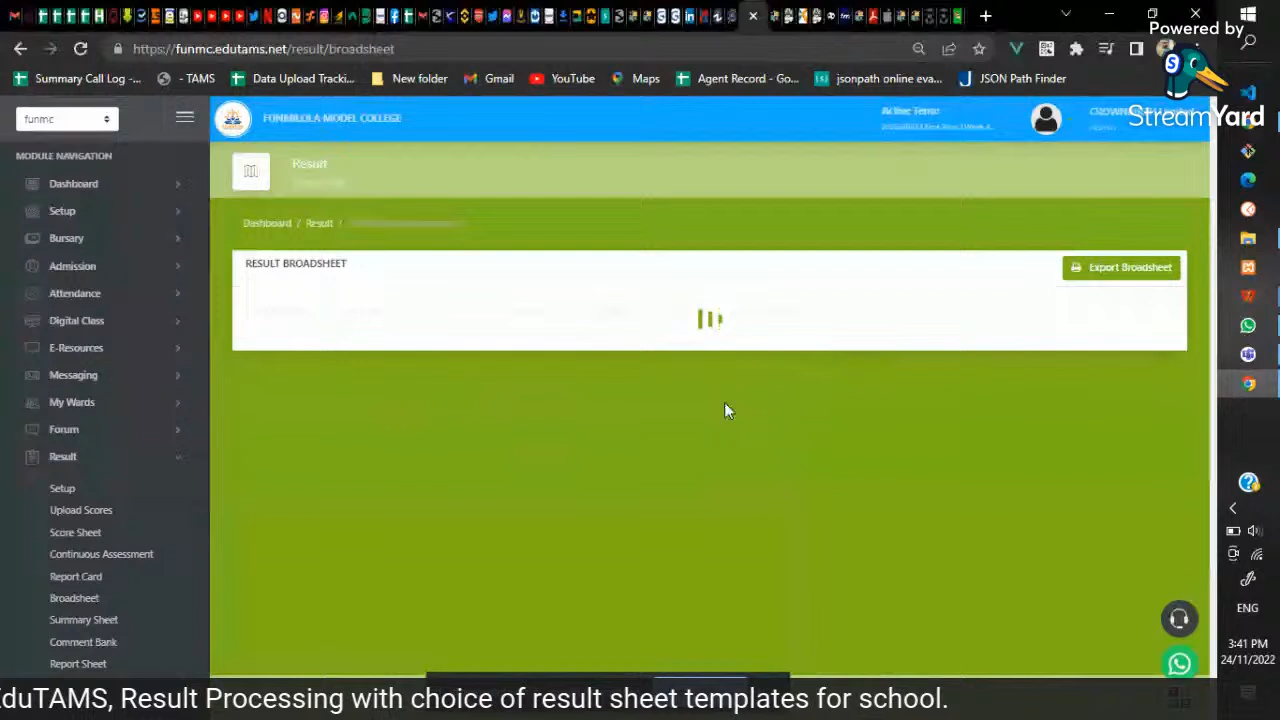 Powered by
StreamYard
https://funmc.edutams.net/result/broadsheet
Summary Call Log -...
- TAMS
Data Upload Tracki...
New folder
Gmail
YouTube
Maps
Agent Record - Go...
jsonpath online eva...
JSON Path Finder
funmc
FUNMILOLA MODEL COLLEGE
Active Term:
MODULE NAVIGATION
Dashboard
Setup
Bursary
Admission
Attendance
Digital Class
E-Resources
Messaging
My Wards
Forum
Result
Setup
Upload Scores
Score Sheet
Continuous Assessment
Report Card
Broadsheet
Summary Sheet
Comment Bank
Report Sheet
Result
Dashboard / Result /
RESULT BROADSHEET
Export Broadsheet
ENG
3:41 PM
24/11/2022
EduTAMS, Result Processing with choice of result sheet templates for school.